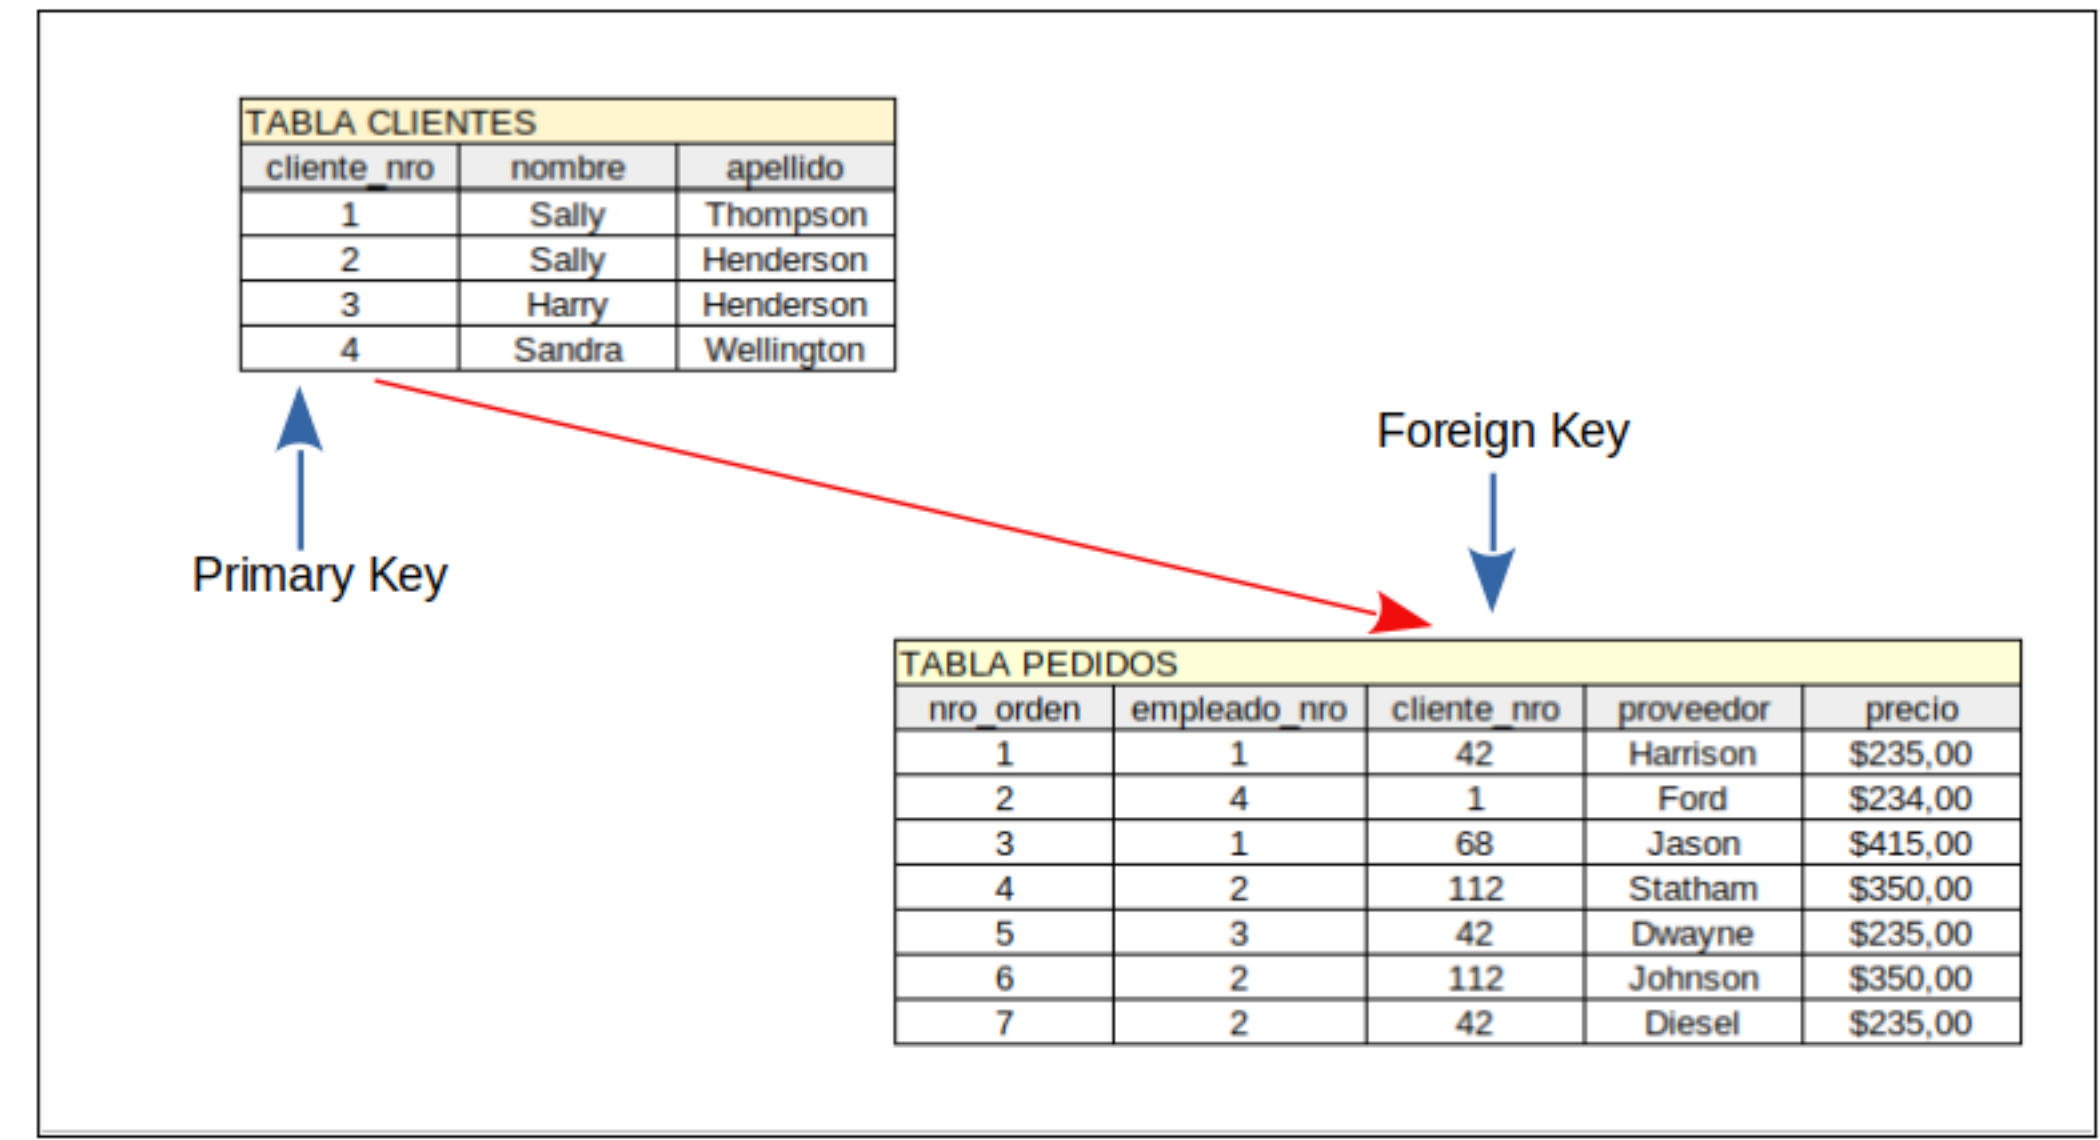 TABLA CLIENTES
cliente_nro nombre apellido
1 Sally Thompson
2 Sally Henderson
3 Harry Henderson
4 Sandra Wellington
Primary Key
Foreign Key
TABLA PEDIDOS
nro_orden empleado_nro cliente_nro proveedor precio
1 1 42 Harrison $235,00
2 4 1 Ford $234,00
3 1 68 Jason $415,00
4 2 112 Statham $350,00
5 3 42 Dwayne $235,00
6 2 112 Johnson $350,00
7 2 42 Diesel $235,00